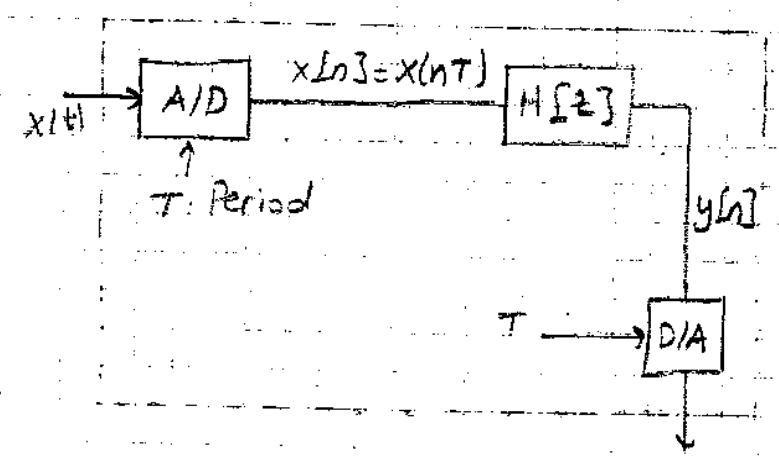 x(t)
A/D
x[n] = x(nT)
H[z]
T: Period
y[n]
T
D/A